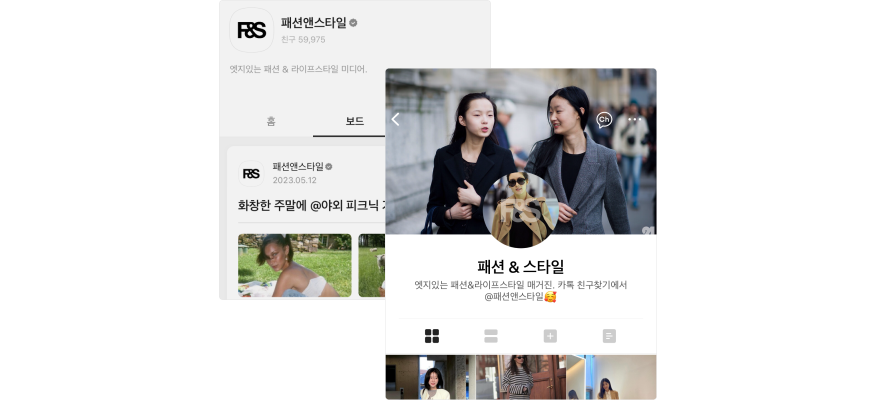 F&S
패션앤스타일
친구 59,975
엣지있는 패션 & 라이프스타일 미디어.
홈
보드
F&S
패션앤스타일
2023.05.12
화창한 주말에 @야외 피크닉
Ch
F&S
패션 & 스타일
엣지있는 패션&라이프스타일 매거진. 카톡 친구찾기에서
@패션앤스타일🥰